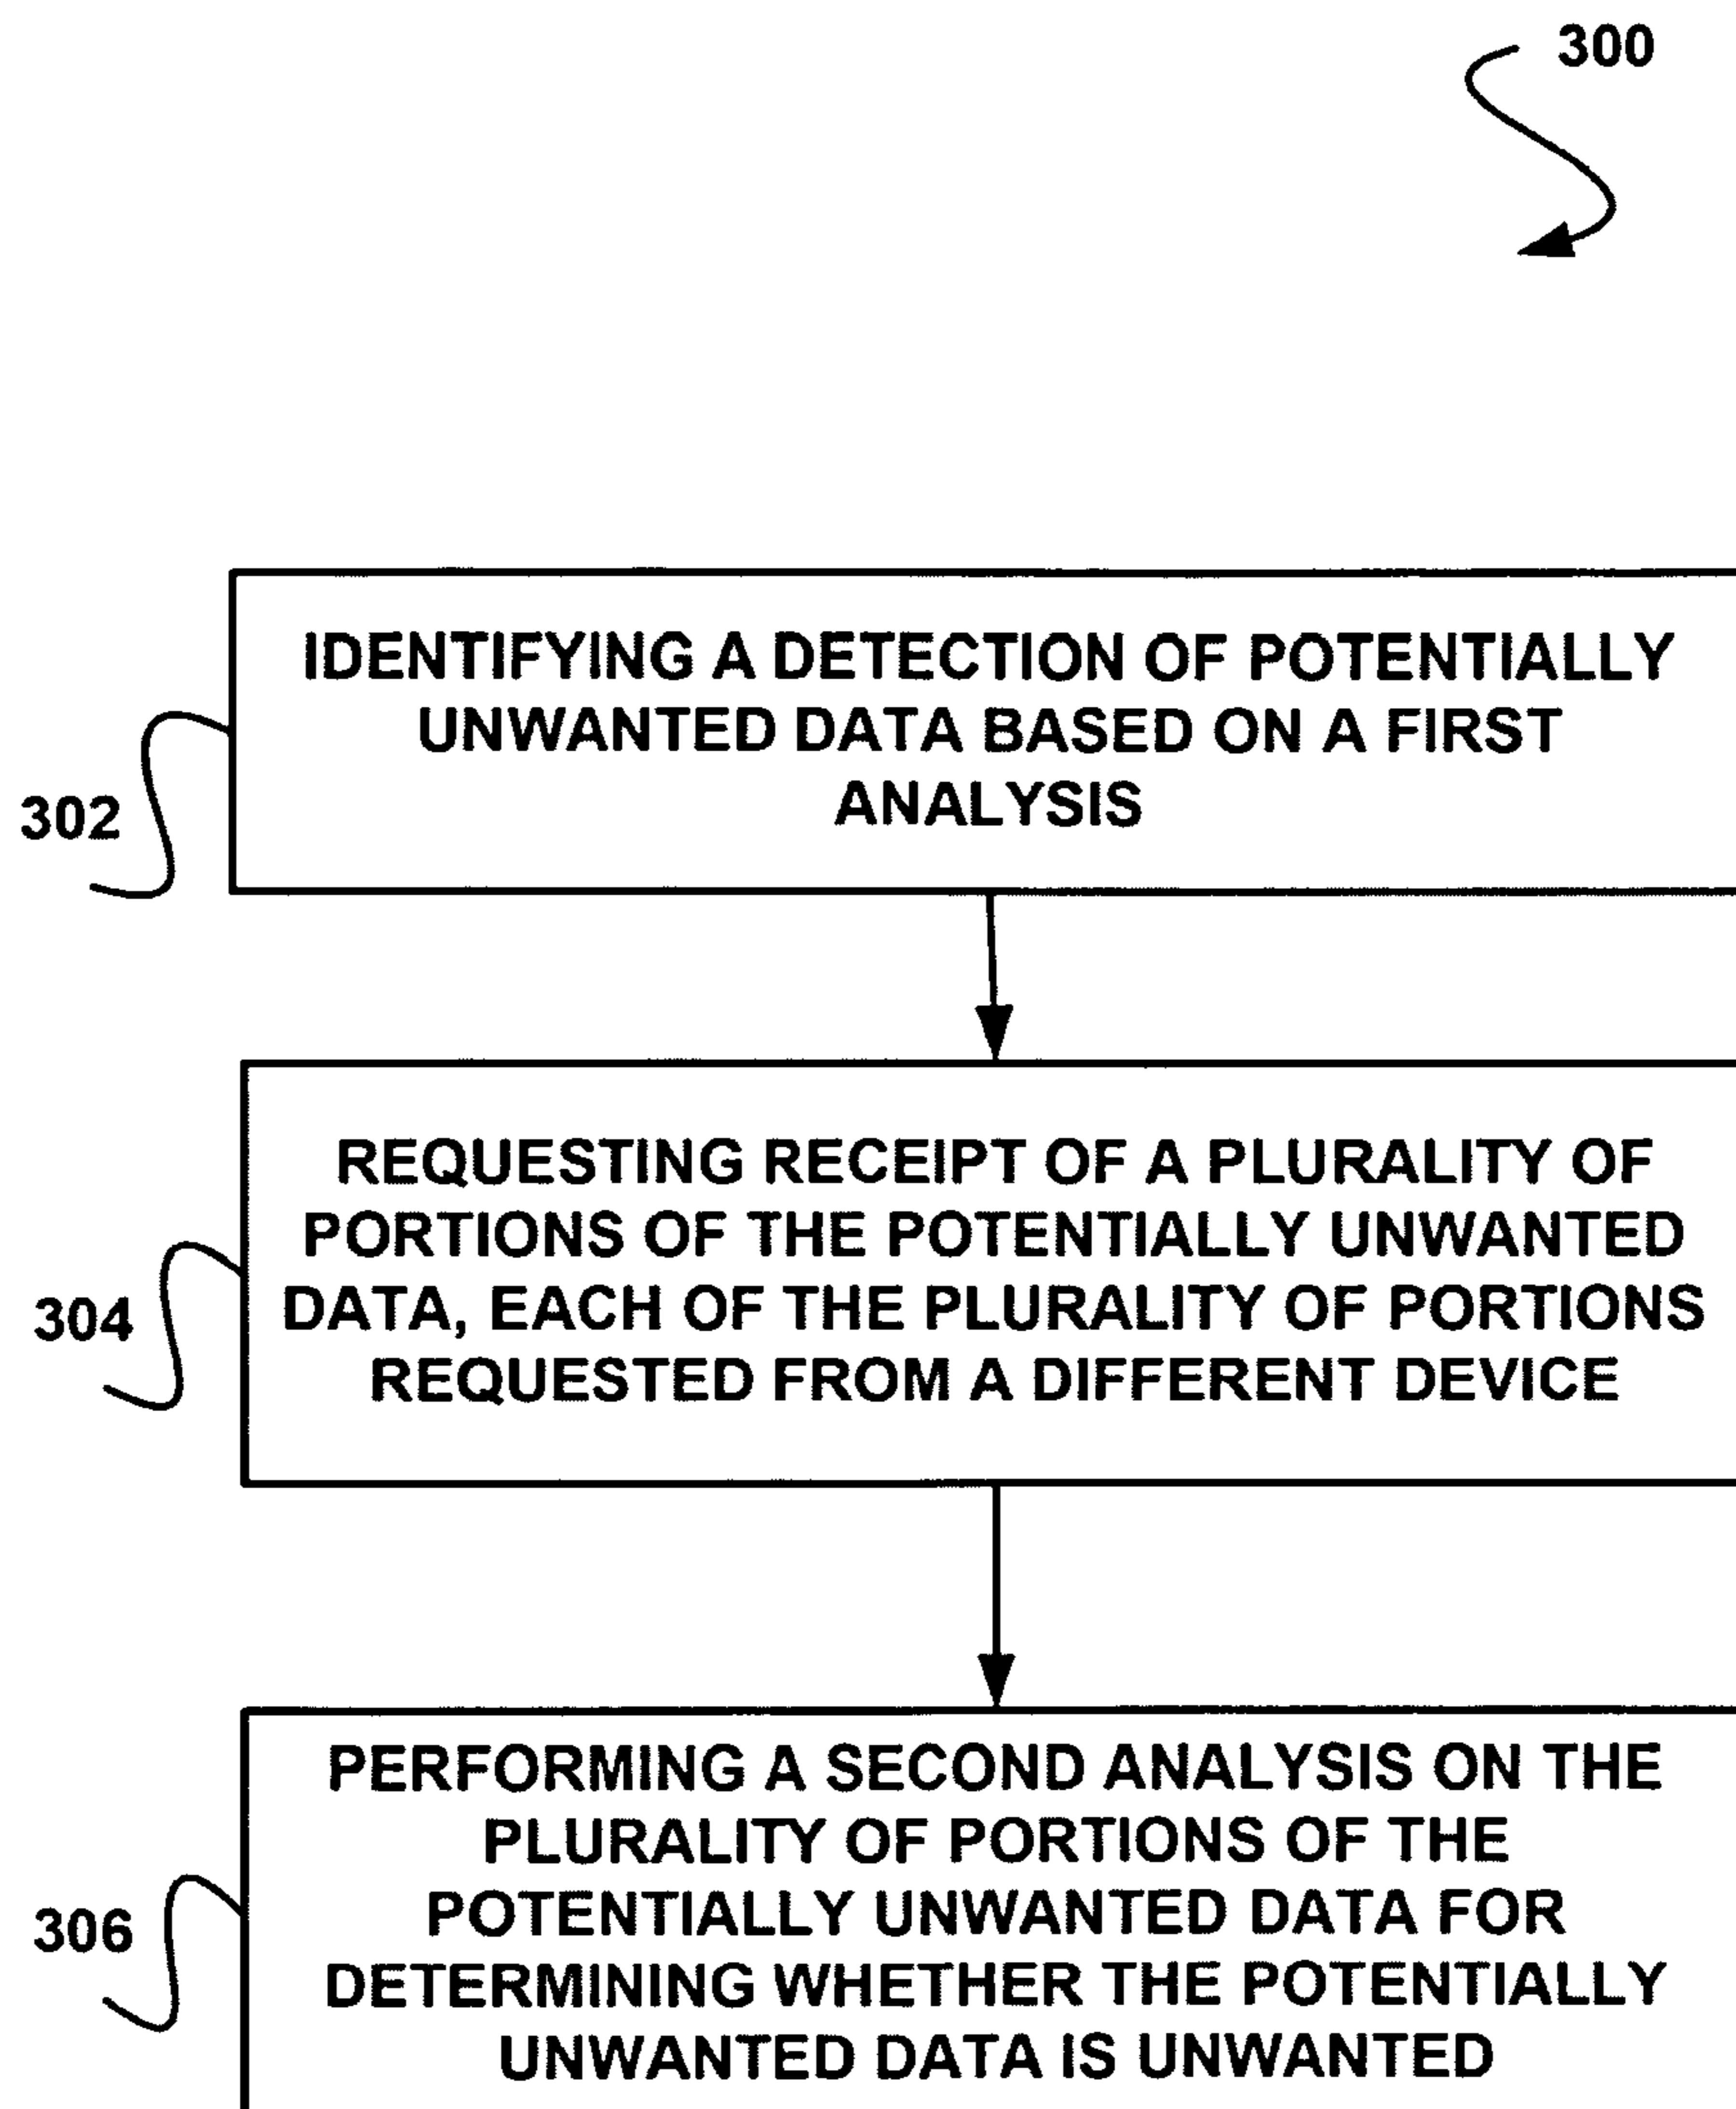 300
IDENTIFYING A DETECTION OF POTENTIALLY
UNWANTED DATA BASED ON A FIRST
ANALYSIS
302
REQUESTING RECEIPT OF A PLURALITY OF
PORTIONS OF THE POTENTIALLY UNWANTED
DATA, EACH OF THE PLURALITY OF PORTIONS
REQUESTED FROM A DIFFERENT DEVICE
304
PERFORMING A SECOND ANALYSIS ON THE
PLURALITY OF PORTIONS OF THE
POTENTIALLY UNWANTED DATA FOR
DETERMINING WHETHER THE POTENTIALLY
UNWANTED DATA IS UNWANTED
306